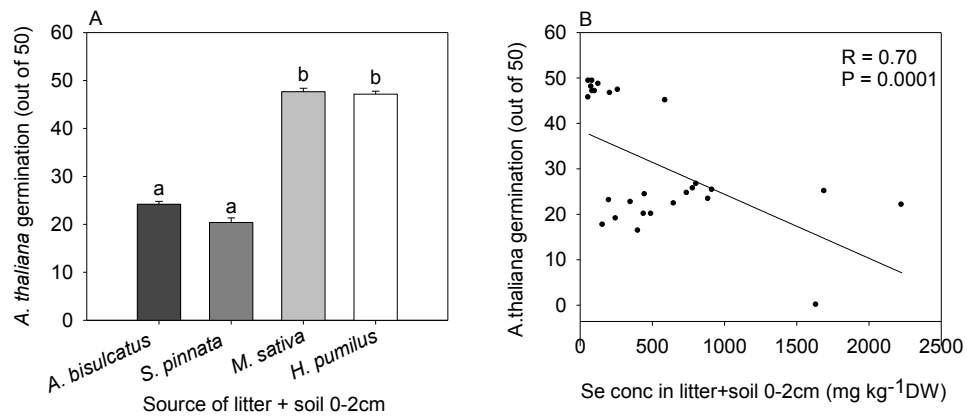 A
A. thaliana germination (out of 50)
60
50
40
30
20
10
0
a
a
b
b
A. bisulcatus
S. pinnata
M. sativa
H. pumilus
Source of litter + soil 0-2cm
B
A.thaliana germination (out of 50)
60
50
40
30
20
10
0
R = 0.70
P = 0.0001
0 500 1000 1500 2000 2500
Se conc in litter+soil 0-2cm (mg kg-1DW)